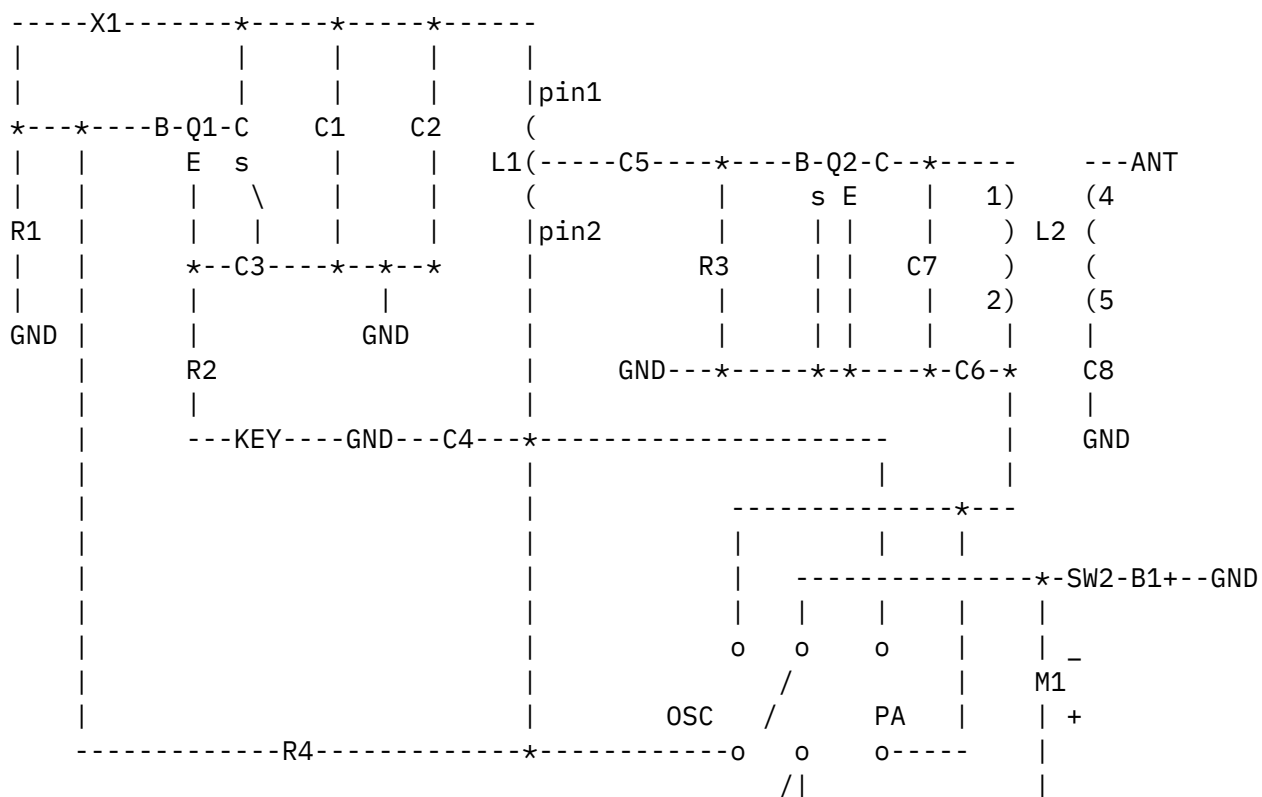 -----X1-------*-----*-----*------
|             |     |     |     |
|             |     |     |     |pin1
*---*----B-Q1-C    C1    C2     (
|   |      E  s     |     |   L1(-----C5----*----B-Q2-C--*-----    ---ANT
|   |      |   \    |     |     (           |     s E    |   1)    (4
R1  |      |   |    |     |     |pin2       |     | |    |    ) L2 (
|   |      *--C3----*--*--*     |          R3     | |   C7    )    (
|   |      |           |        |           |     | |    |   2)    (5
GND |      |          GND       |           |     | |    |    |    |
    |      R2                   |     GND---*-----*-*----*-C6-*    C8
    |      |                    |                             |    |
    |      ---KEY----GND---C4---*----------------------       |    GND
    |                           |                     |       |
    |                           |            --------------*---
    |                           |            |        |    |
    |                           |            |   ---------------*-SW2-B1+--GND
    |                           |            |   |    |    |    |
    |                           |            o   o    o    |    | _
    |                           |               /          |    M1
    |                           |        OSC   /      PA   |    | +
    -------------R4-------------*------------o   o    o-----    |
                                                /|              |